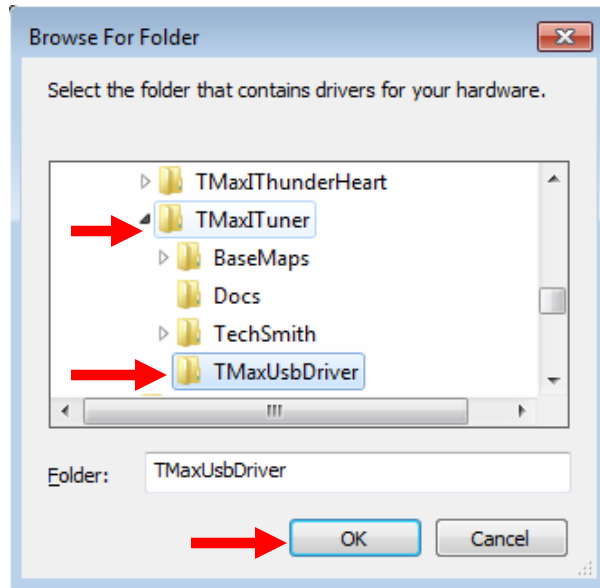 Browse For Folder
Select the folder that contains drivers for your hardware.
TMaxIThunderHeart
TMaxITuner
BaseMaps
Docs
TechSmith
TMaxUsbDriver
Folder: TMaxUsbDriver
OK Cancel